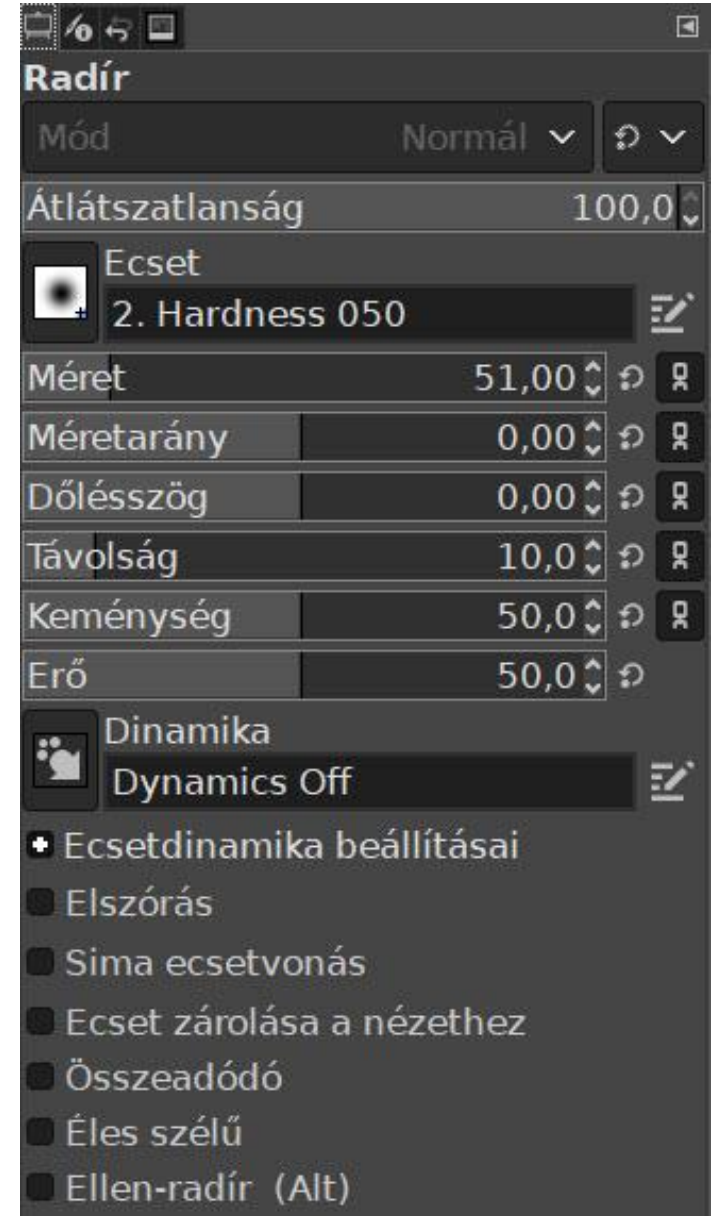 Radír
Mód Normál
Átlátszatlanság 100,0
Ecset
2. Hardness 050
Méret 51,00
Méretarány 0,00
Dőlésszög 0,00
Távolság 10,0
Keménység 50,0
Erő 50,0
Dinamika
Dynamics Off
Ecsetdinamika beállításai
Elszórás
Sima ecsetvonás
Ecset zárolása a nézethez
Összeadódó
Éles szélű
Ellen-radír (Alt)